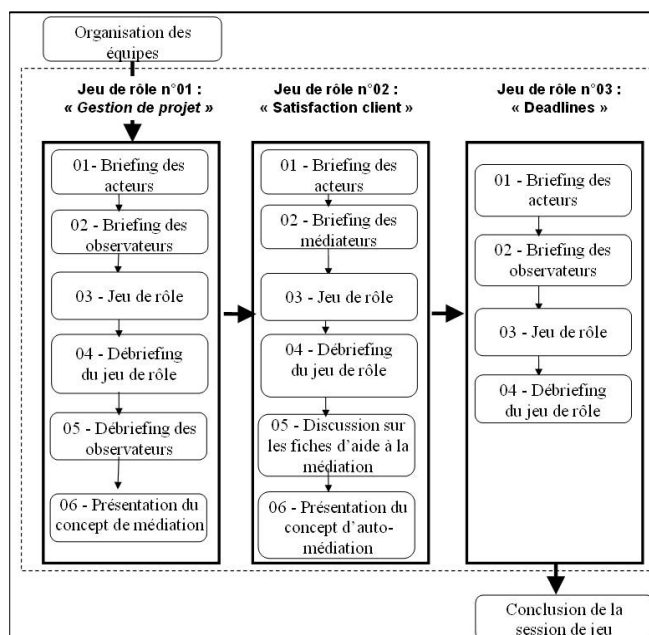 Organisation des
équipes
Jeu de rôle n°01 :
« Gestion de projet »
01- Briefing des
acteurs
02 - Briefing des
observateurs
03 - Jeu de rôle
04 - Débriefing
du jeu de rôle
05 - Débriefing des
observateurs
06 - Présentation du
concept de médiation
Jeu de rôle n°02 :
« Satisfaction client »
01 - Briefing des
acteurs
02 - Briefing des
médiateurs
03 - Jeu de rôle
04 - Débriefing
du jeu de rôle
05 - Discussion sur
les fiches d'aide à la
médiation
06 - Présentation du
concept d'auto-
médiation
Jeu de rôle n°03 :
« Deadlines »
01 - Briefing des
acteurs
02 - Briefing des
observateurs
03 - Jeu de rôle
04 - Débriefing
du jeu de rôle
Conclusion de la
session de jeu